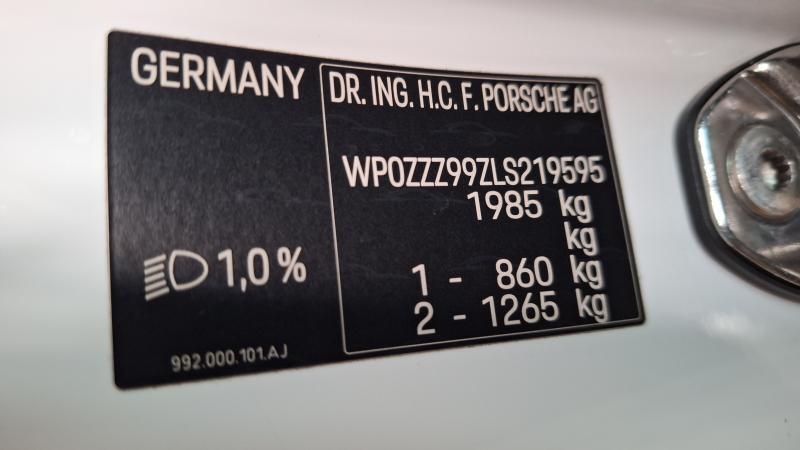 GERMANY
DR. ING. H.C. F. PORSCHE AG
WP0ZZZ99ZLS219595
1985 kg
kg
1 - 860 kg
2 - 1265 kg
1,0 %
992.000.101.AJ